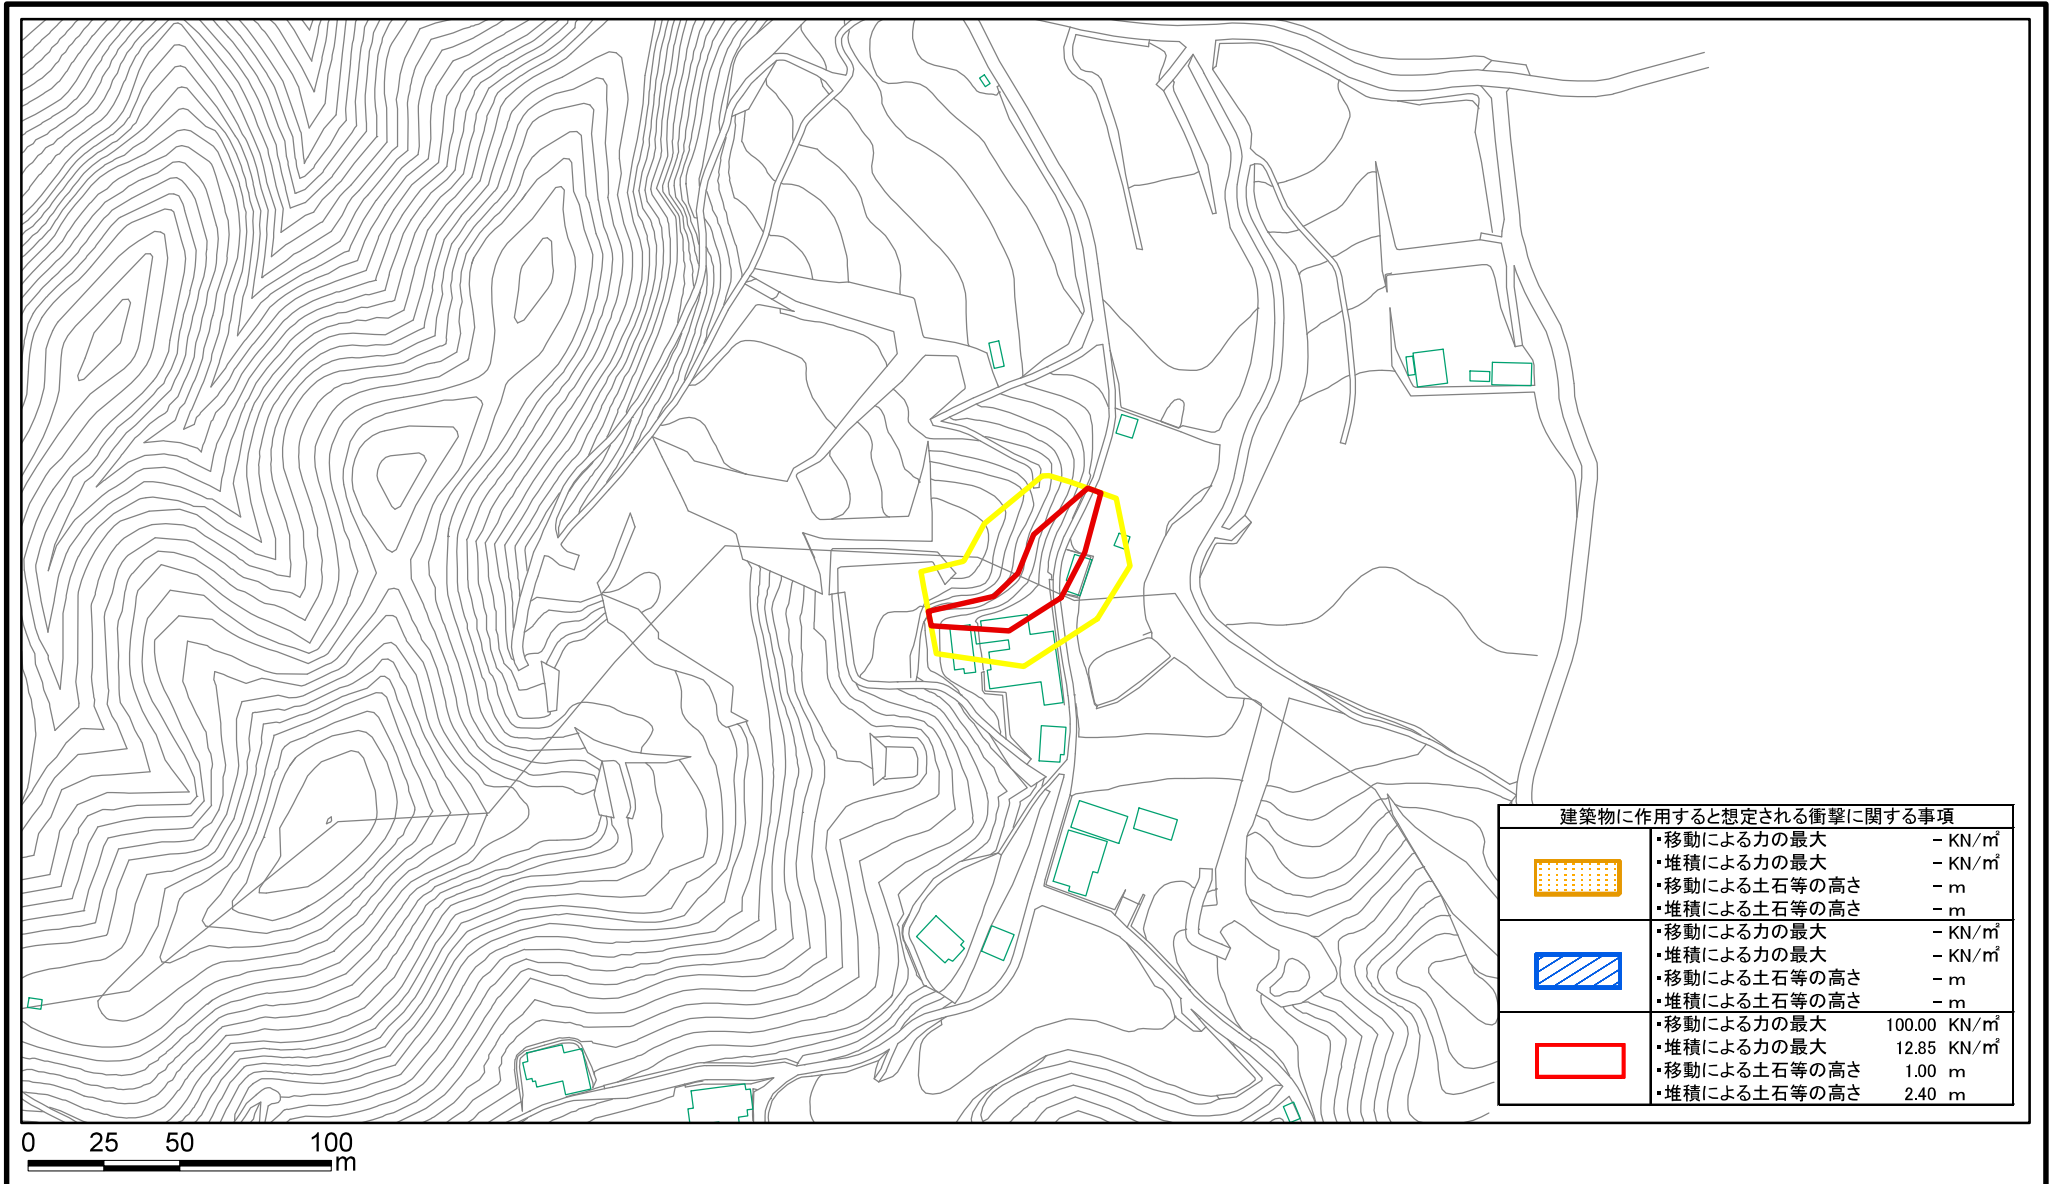 建築物に作用すると想定される衝撃に関する事項
・移動による力の最大 - KN/㎡
・堆積による力の最大 - KN/㎡
・移動による土石等の高さ - m
・堆積による土石等の高さ - m
・移動による力の最大 - KN/㎡
・堆積による力の最大 - KN/㎡
・移動による土石等の高さ - m
・堆積による土石等の高さ - m
・移動による力の最大 100.00 KN/㎡
・堆積による力の最大 12.85 KN/㎡
・移動による土石等の高さ 1.00 m
・堆積による土石等の高さ 2.40 m
0 25 50 100
m